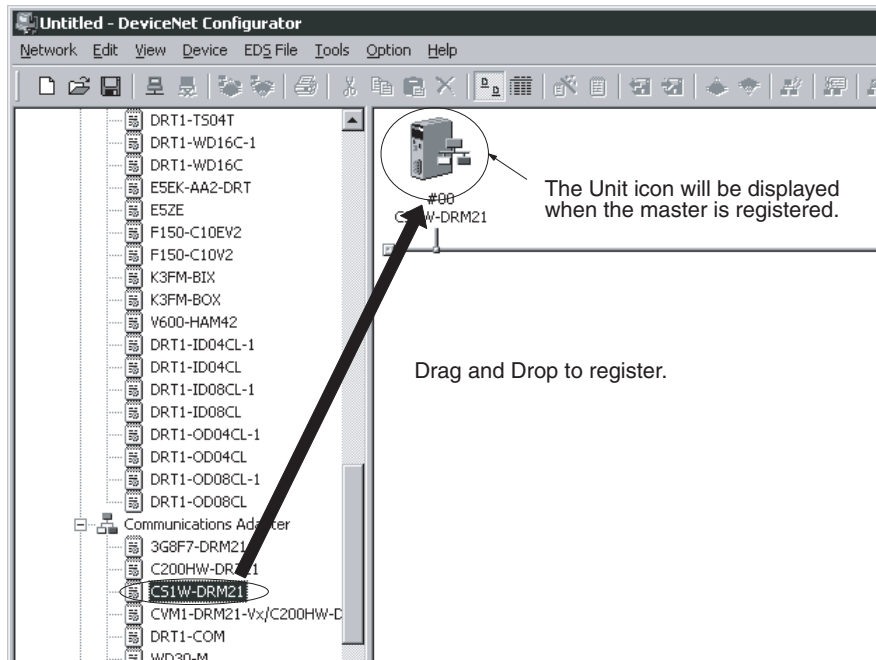 Untitled - DeviceNet Configurator
Network Edit View Device EDS File Tools Option Help
DRT1-TS04T
DRT1-WD16C-1
DRT1-WD16C
E5EK-AA2-DRT
E5ZE
F150-C10EV2
F150-C10V2
K3FM-BIX
K3FM-BOX
V600-HAM42
DRT1-ID04CL-1
DRT1-ID04CL
DRT1-ID08CL-1
DRT1-ID08CL
DRT1-OD04CL-1
DRT1-OD04CL
DRT1-OD08CL-1
DRT1-OD08CL
Communications Adapter
3G8F7-DRM21
C200HW-DRT21
CS1W-DRM21
CVM1-DRM21-Vx/C200HW-D
DRT1-COM
WD30-M
#00
CS1W-DRM21
The Unit icon will be displayed
when the master is registered.
Drag and Drop to register.